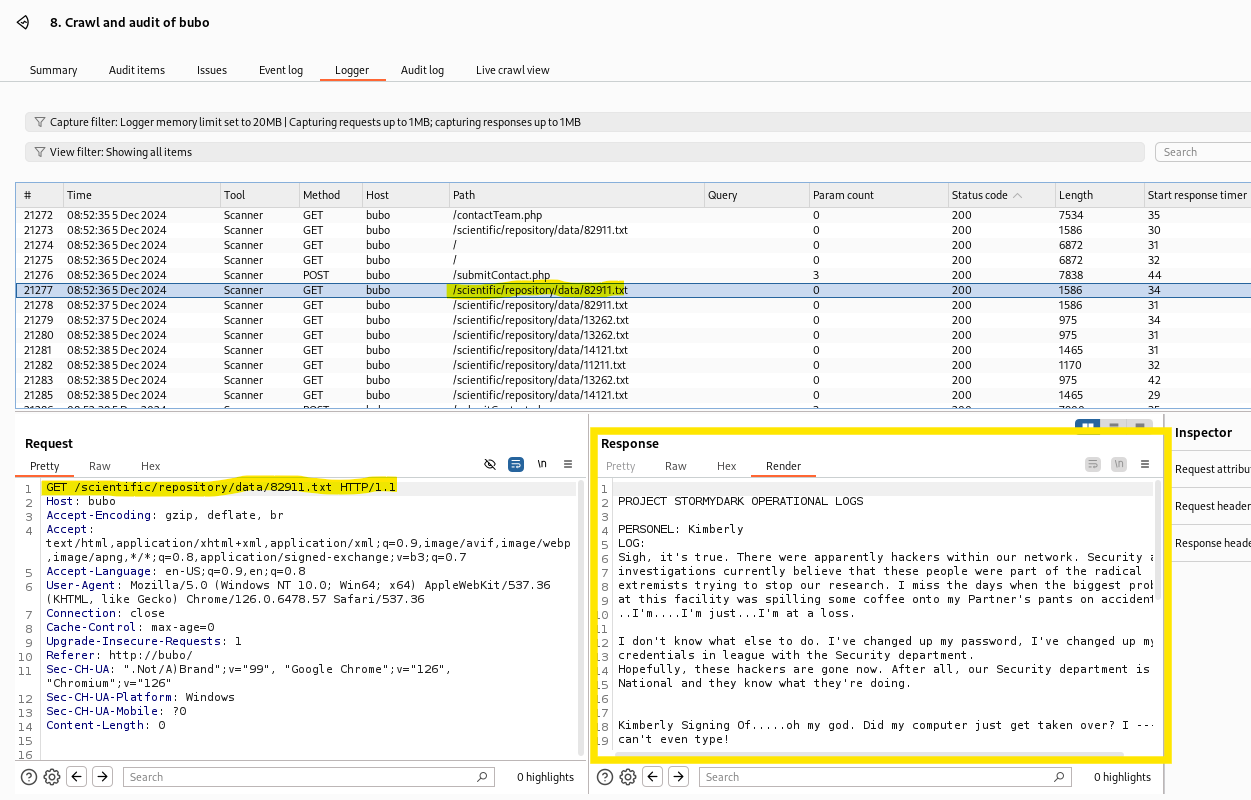 8. Crawl and audit of bubo
Summary Audit items Issues Event log Logger Audit log Live crawl view
Capture filter: Logger memory limit set to 20MB | Capturing requests up to 1MB; capturing responses up to 1MB
View filter: Showing all items
Search
# Time Tool Method Host Path Query Param count Status code Length Start response timer
21272 08:52:35 5 Dec 2024 Scanner GET bubo /contactTeam.php 0 200 7534 35
21273 08:52:36 5 Dec 2024 Scanner GET bubo /scientific/repository/data/82911.txt 0 200 1586 30
21274 08:52:36 5 Dec 2024 Scanner GET bubo / 0 200 6872 31
21275 08:52:36 5 Dec 2024 Scanner GET bubo / 0 200 6872 32
21276 08:52:36 5 Dec 2024 Scanner POST bubo /submitContact.php 3 200 7838 44
21277 08:52:36 5 Dec 2024 Scanner GET bubo /scientific/repository/data/82911.txt 0 200 1586 34
21278 08:52:37 5 Dec 2024 Scanner GET bubo /scientific/repository/data/82911.txt 0 200 1586 31
21279 08:52:37 5 Dec 2024 Scanner GET bubo /scientific/repository/data/13262.txt 0 200 975 34
21280 08:52:38 5 Dec 2024 Scanner GET bubo /scientific/repository/data/13262.txt 0 200 975 31
21281 08:52:38 5 Dec 2024 Scanner GET bubo /scientific/repository/data/14121.txt 0 200 1465 31
21282 08:52:38 5 Dec 2024 Scanner GET bubo /scientific/repository/data/11211.txt 0 200 1170 32
21283 08:52:38 5 Dec 2024 Scanner GET bubo /scientific/repository/data/13262.txt 0 200 975 42
21285 08:52:38 5 Dec 2024 Scanner GET bubo /scientific/repository/data/14121.txt 0 200 1465 29
Request
Pretty Raw Hex
\n
1 GET /scientific/repository/data/82911.txt HTTP/1.1
2 Host: bubo
3 Accept-Encoding: gzip, deflate, br
4 Accept:
text/html,application/xhtml+xml,application/xml;q=0.9,image/avif,image/webp
,image/apng,*/*;q=0.8,application/signed-exchange;v=b3;q=0.7
5 Accept-Language: en-US;q=0.9,en;q=0.8
6 User-Agent: Mozilla/5.0 (Windows NT 10.0; Win64; x64) AppleWebKit/537.36
(KHTML, like Gecko) Chrome/126.0.6478.57 Safari/537.36
7 Connection: close
8 Cache-Control: max-age=0
9 Upgrade-Insecure-Requests: 1
10 Referer: http://bubo/
11 Sec-CH-UA: ".Not/A)Brand";v="99", "Google Chrome";v="126",
"Chromium";v="126"
12 Sec-CH-UA-Platform: Windows
13 Sec-CH-UA-Mobile: ?0
14 Content-Length: 0
15
16
Search 0 highlights
Response
Pretty Raw Hex Render
\n
1
2 PROJECT STORMYDARK OPERATIONAL LOGS
3
4 PERSONEL: Kimberly
5 LOG:
6 Sigh, it's true. There were apparently hackers within our network. Security
7 investigations currently believe that these people were part of the radical
8 extremists trying to stop our research. I miss the days when the biggest
9 at this facility was spilling some coffee onto my Partner's pants on accident
10 ..I'm....I'm just...I'm at a loss.
11
12 I don't know what else to do. I've changed up my password, I've changed up my
13 credentials in league with the Security department.
14 Hopefully, these hackers are gone now. After all, our Security department is
15 National and they know what they're doing.
16
17
18 Kimberly Signing Of.....oh my god. Did my computer just get taken over? I ---
19 can't even type!
Search 0 highlights
Inspector
Request
Request
Response